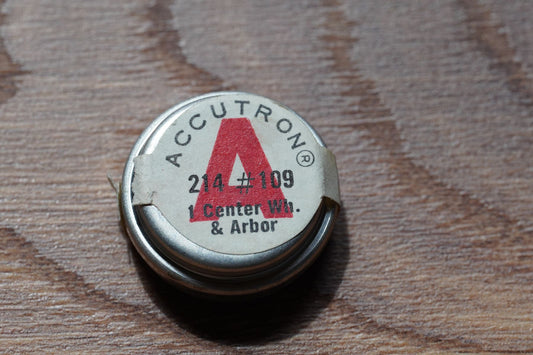 ACCUTRON®
A
214 #109
1 Center Wh.
& Arbor